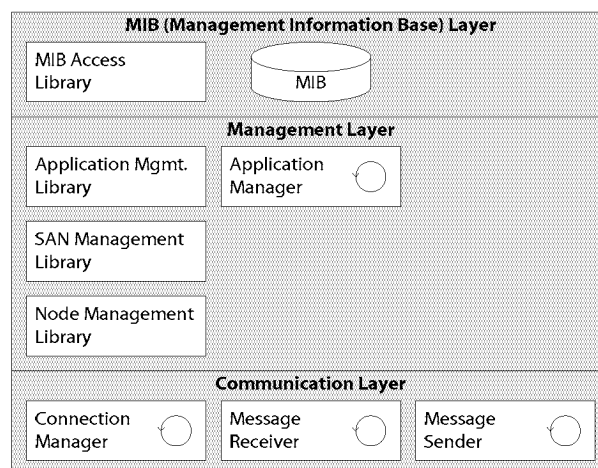 MIB (Management Information Base) Layer
MIB Access
Library
MIB
Management Layer
Application Mgmt.
Library
Application
Manager
SAN Management
Library
Node Management
Library
Communication Layer
Connection
Manager
Message
Receiver
Message
Sender